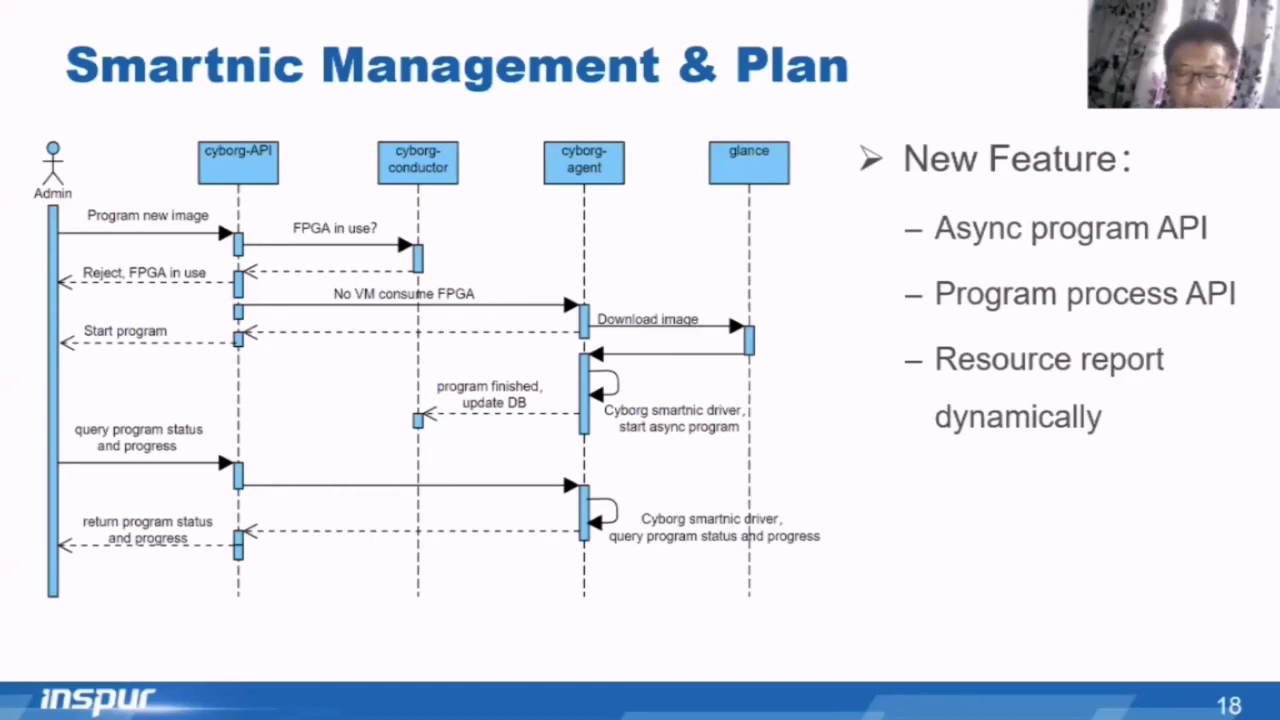 Smartnic Management & Plan
Admin
cyborg-API
cyborg-
conductor
cyborg-
agent
glance
Program new image
FPGA in use?
Reject, FPGA in use
No VM consume FPGA
Download image
Start program
program finished,
update DB
Cyborg smartnic driver,
start async program
query program status
and progress
return program status
and progress
Cyborg smartnic driver,
query program status and progress
➢ New Feature：
– Async program API
– Program process API
– Resource report
dynamically
inspur
18